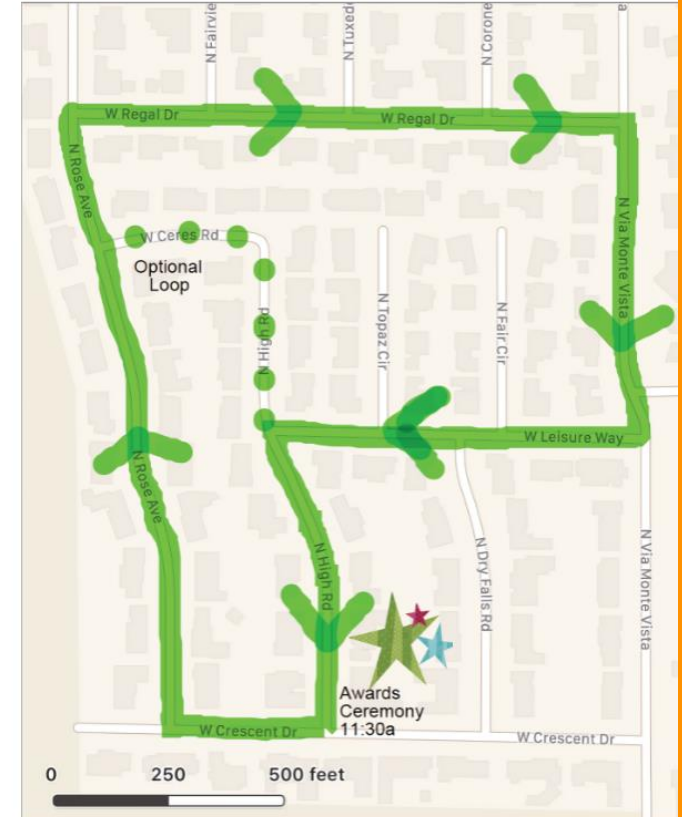 N Fairvie
N Tuxed
N Corone
a
W Regal Dr
W Regal Dr
N Rose Ave
N Via Monte Vista
W Ceres Rd
Optional
Loop
N High Rd
N Topaz Cir
N Fair Cir
W Leisure Way
N Rose Ave
N High Rd
N Dry Falls Rd
N Via Monte Vista
Awards
Ceremony
11:30a
W Crescent Dr
W Crescent Dr
0 250 500 feet